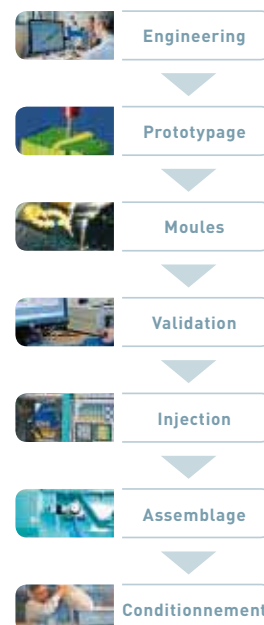 Engineering
Prototypage
Moules
Validation
Injection
Assemblage
Conditionnement